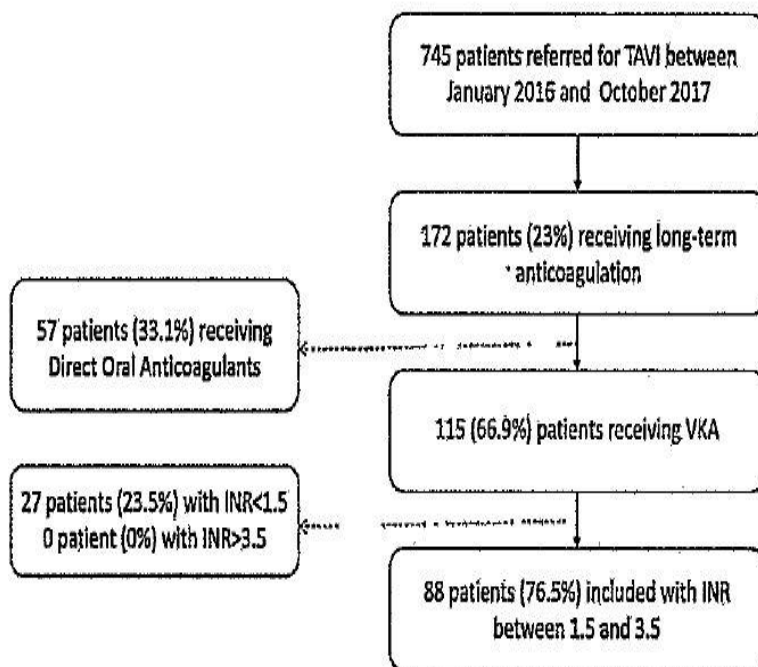 745 patients referred for TAVI between
January 2016 and October 2017
172 patients (23%) receiving long-term
anticoagulation
57 patients (33.1%) receiving
Direct Oral Anticoagulants
115 (66.9%) patients receiving VKA
27 patients (23.5%) with INR<1.5
0 patient (0%) with INR>3.5
88 patients (76.5%) included with INR
between 1.5 and 3.5